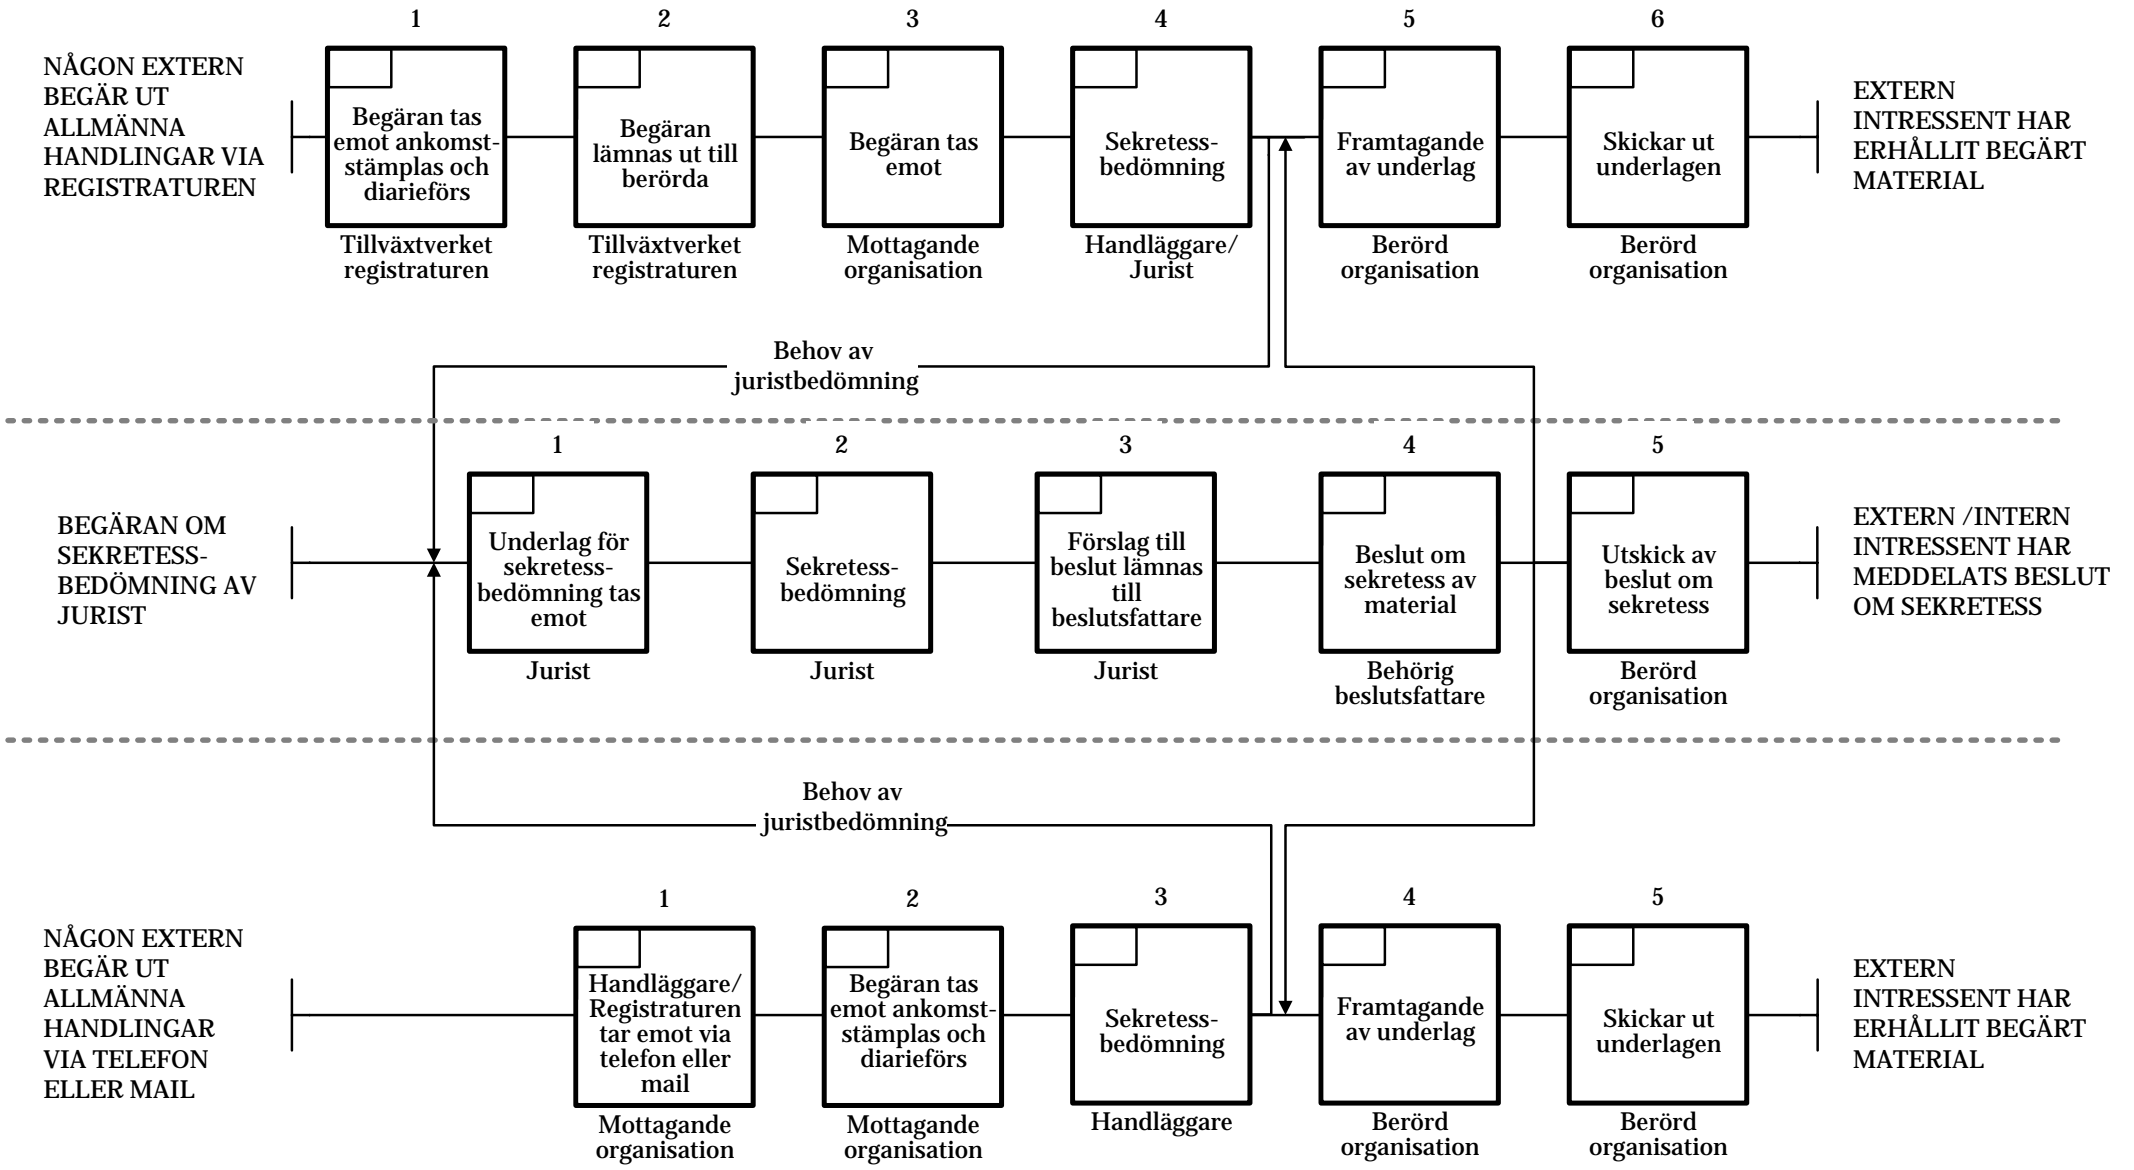 1
2
3
4
5
6
NÅGON EXTERN
BEGÄR UT
ALLMÄNNA
HANDLINGAR VIA
REGISTRATUREN
Begäran tas
emot ankomst-
stämplas och
diarieförs
Tillväxtverket
registraturen
Begäran
lämnas ut till
berörda
Tillväxtverket
registraturen
Begäran tas
emot
Mottagande
organisation
Sekretess-
bedömning
Handläggare/
Jurist
Framtagande
av underlag
Berörd
organisation
Skickar ut
underlagen
Berörd
organisation
EXTERN
INTRESSENT HAR
ERHÅLLIT BEGÄRT
MATERIAL
Behov av
juristbedömning
1
2
3
4
5
BEGÄRAN OM
SEKRETESS-
BEDÖMNING AV
JURIST
Underlag för
sekretess-
bedömning tas
emot
Jurist
Sekretess-
bedömning
Jurist
Förslag till
beslut lämnas
till
beslutsfattare
Jurist
Beslut om
sekretess av
material
Behörig
beslutsfattare
Utskick av
beslut om
sekretess
Berörd
organisation
EXTERN /INTERN
INTRESSENT HAR
MEDDELATS BESLUT
OM SEKRETESS
Behov av
juristbedömning
1
2
3
4
5
NÅGON EXTERN
BEGÄR UT
ALLMÄNNA
HANDLINGAR
VIA TELEFON
ELLER MAIL
Handläggare/
Registraturen
tar emot via
telefon eller
mail
Mottagande
organisation
Begäran tas
emot ankomst-
stämplas och
diarieförs
Mottagande
organisation
Sekretess-
bedömning
Handläggare
Framtagande
av underlag
Berörd
organisation
Skickar ut
underlagen
Berörd
organisation
EXTERN
INTRESSENT HAR
ERHÅLLIT BEGÄRT
MATERIAL